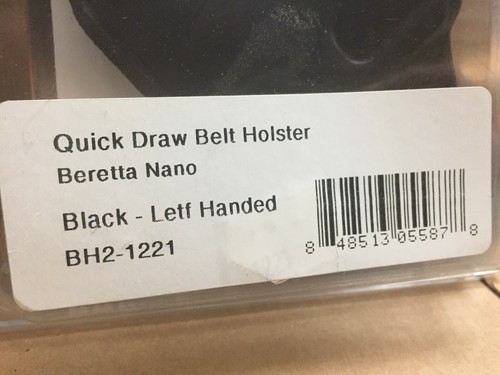 Quick Draw Belt Holster
Beretta Nano
Black - Letf Handed
BH2-1221
8 48513 05587 8